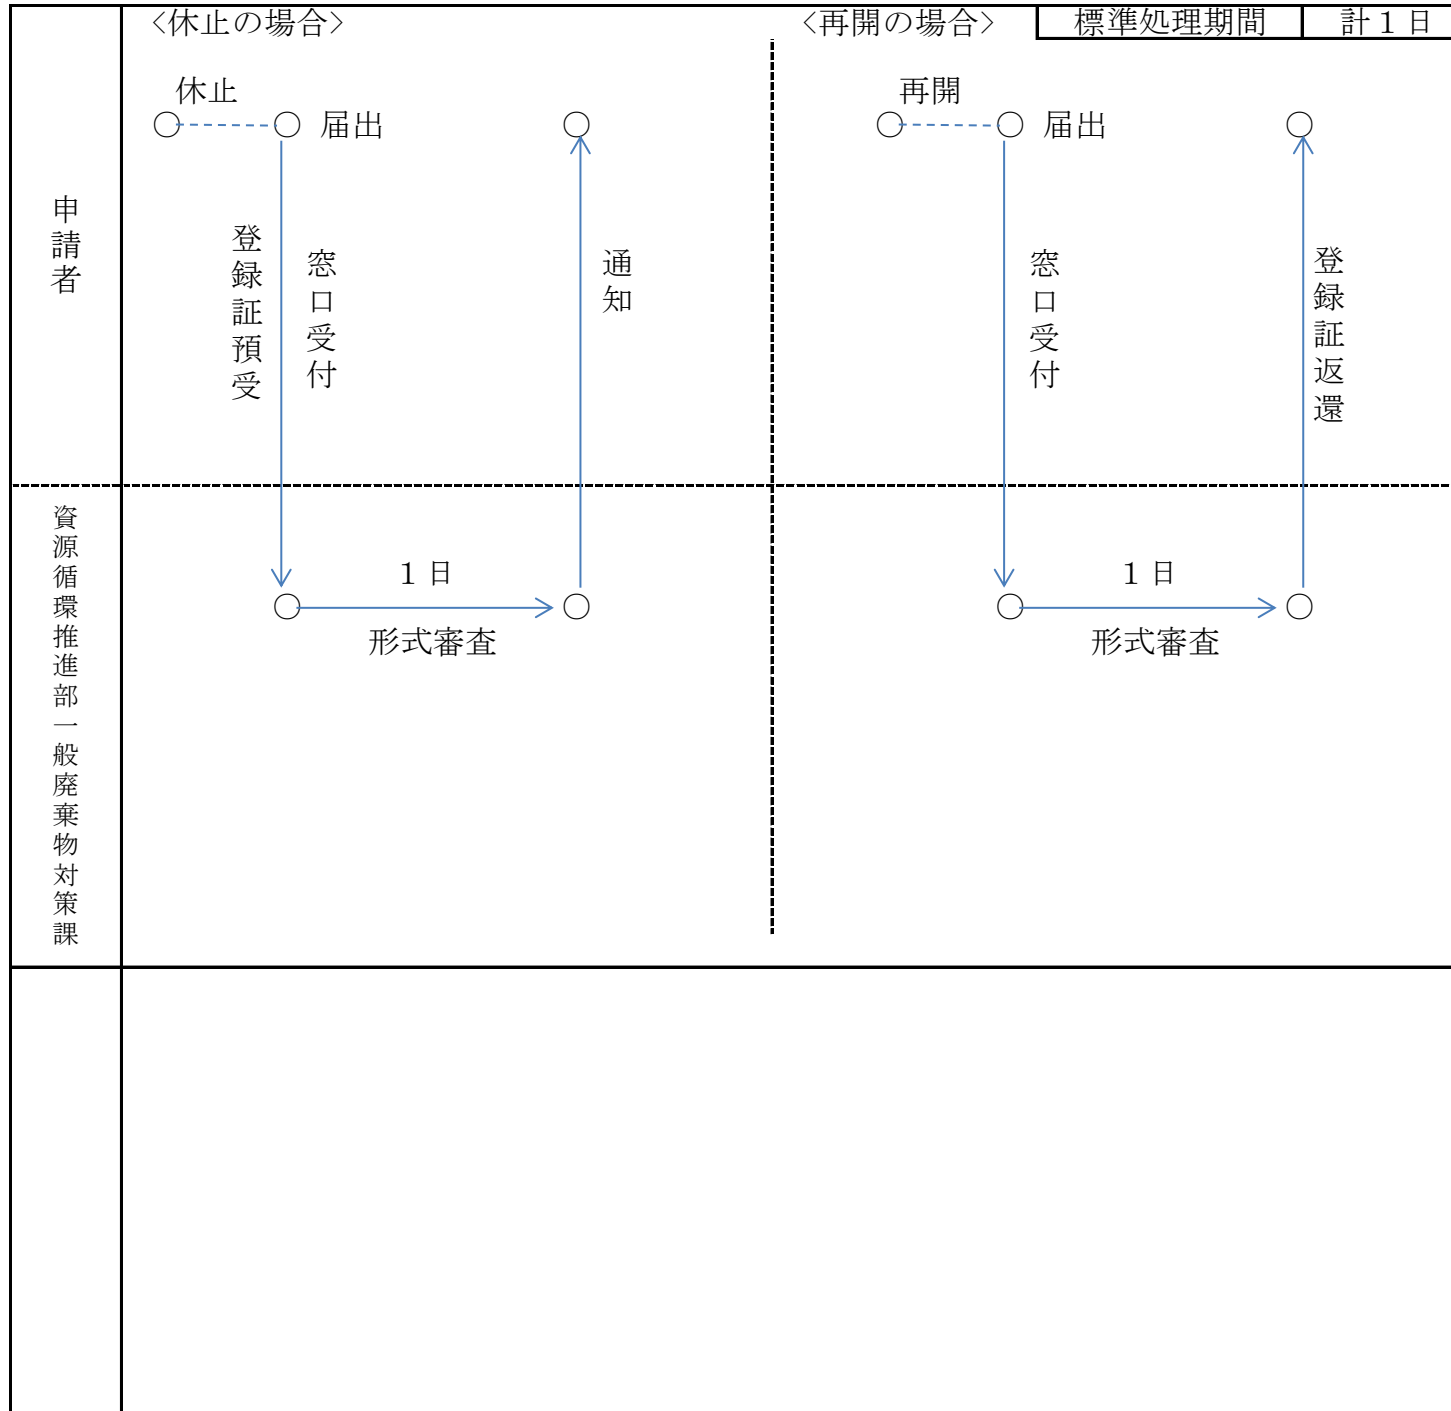 <休止の場合>
<再開の場合>
標準処理期間
計１日
申請者
休止
届出
登録証預受
窓口受付
通知
再開
届出
窓口受付
登録証返還
資源循環推進部一般廃棄物対策課
１日
形式審査
１日
形式審査